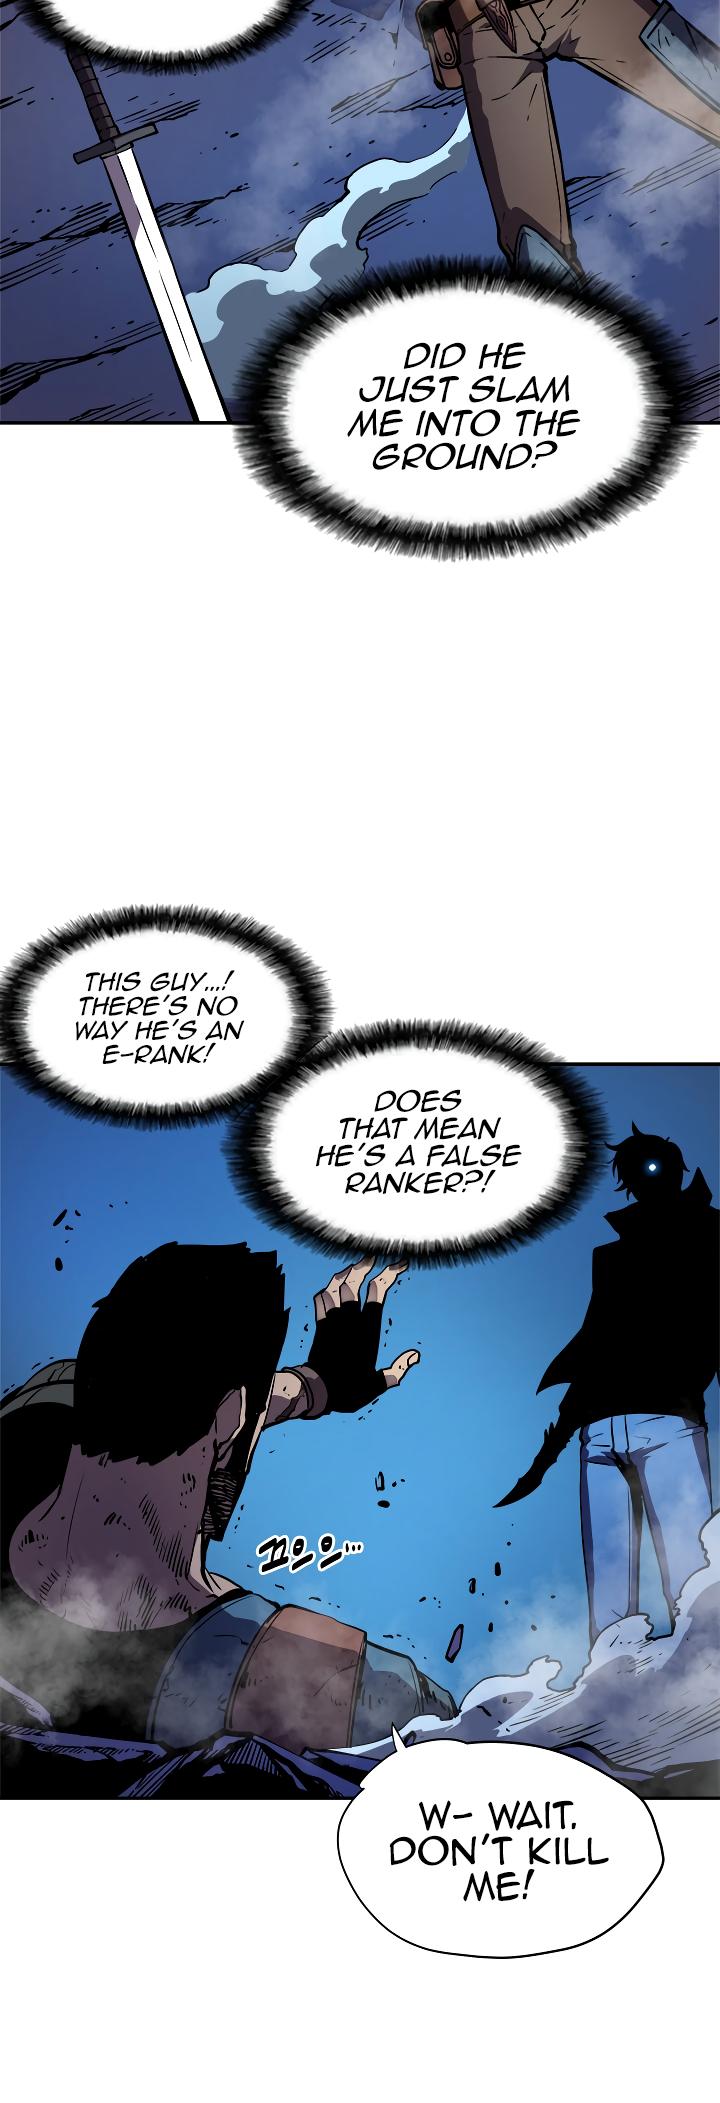 DID HE
JUST SLAM
ME INTO THE
GROUND?
THIS GUY...!
THERE'S NO
WAY HE'S AN
E-RANK!
DOES
THAT MEAN
HE'S A FALSE
RANKER?!
끄으으...
W- WAIT.
DON'T KILL
ME!